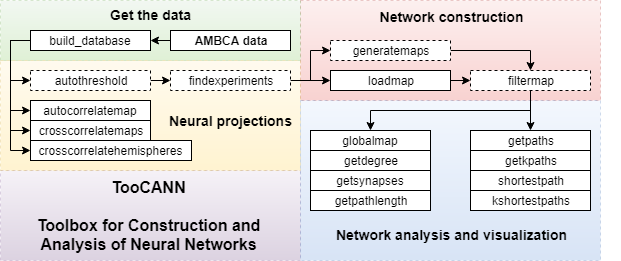 Get the data
build_database
AMBCA data
autothreshold
findexperiments
autocorrelatemap
crosscorrelatemaps
crosscorrelatehemispheres
Neural projections
TooCANN
Toolbox for Construction and
Analysis of Neural Networks
Network construction
generatemaps
loadmap
filtermap
globalmap
getdegree
getsynapses
getpathlength
getpaths
getkpaths
shortestpath
kshortestpaths
Network analysis and visualization